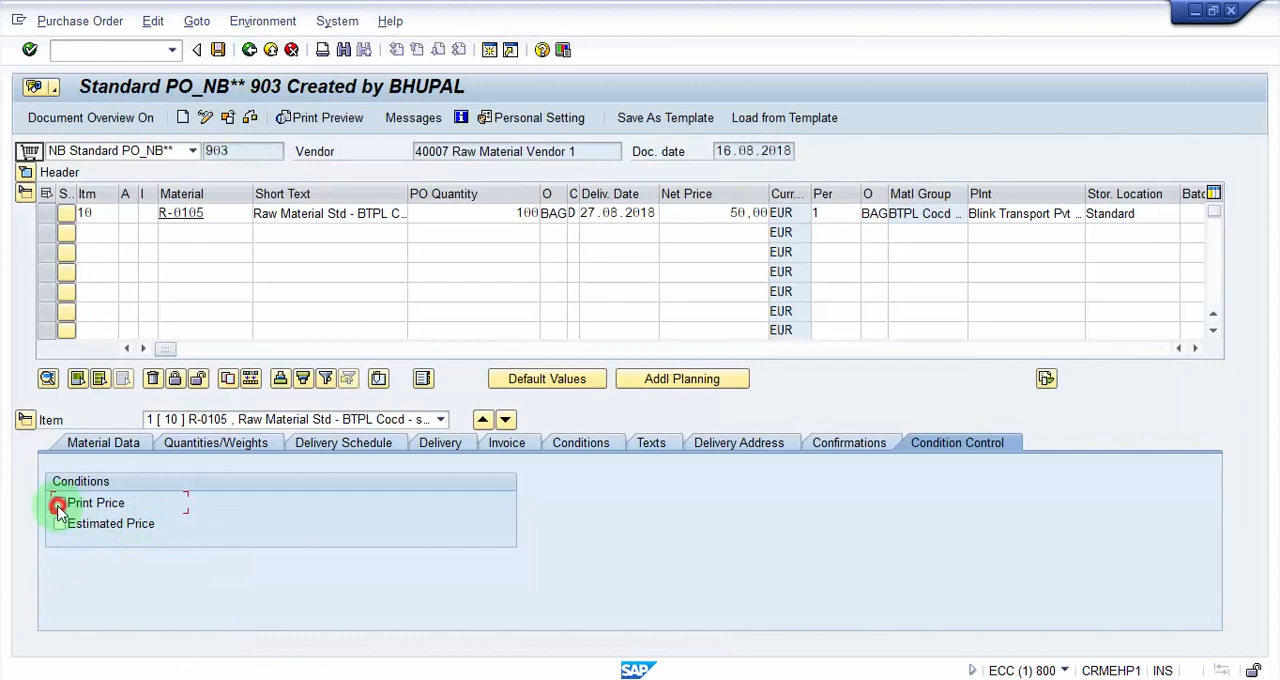 Purchase Order Edit Goto Environment System Help
Standard PO_NB** 903 Created by BHUPAL
Document Overview On Print Preview Messages Personal Setting Save As Template Load from Template
NB Standard PO_NB** 903 Vendor 40007 Raw Material Vendor 1 Doc. date 16.08.2018
Header
S.. Itm A I Material Short Text PO Quantity O C Deliv. Date Net Price Curr... Per O Matl Group Plnt Stor. Location Batc
10 R-0105 Raw Material Std - BTPL C... 100 BAG D 27.08.2018 50,00 EUR 1 BAG BTPL Cocd ... Blink Transport Pvt ... Standard
EUR
EUR
EUR
EUR
EUR
EUR
Default Values Addl Planning
Item 1 [ 10 ] R-0105 , Raw Material Std - BTPL Cocd - s...
Material Data Quantities/Weights Delivery Schedule Delivery Invoice Conditions Texts Delivery Address Confirmations Condition Control
Conditions
Print Price
Estimated Price
SAP ECC (1) 800 CRMEHP1 INS